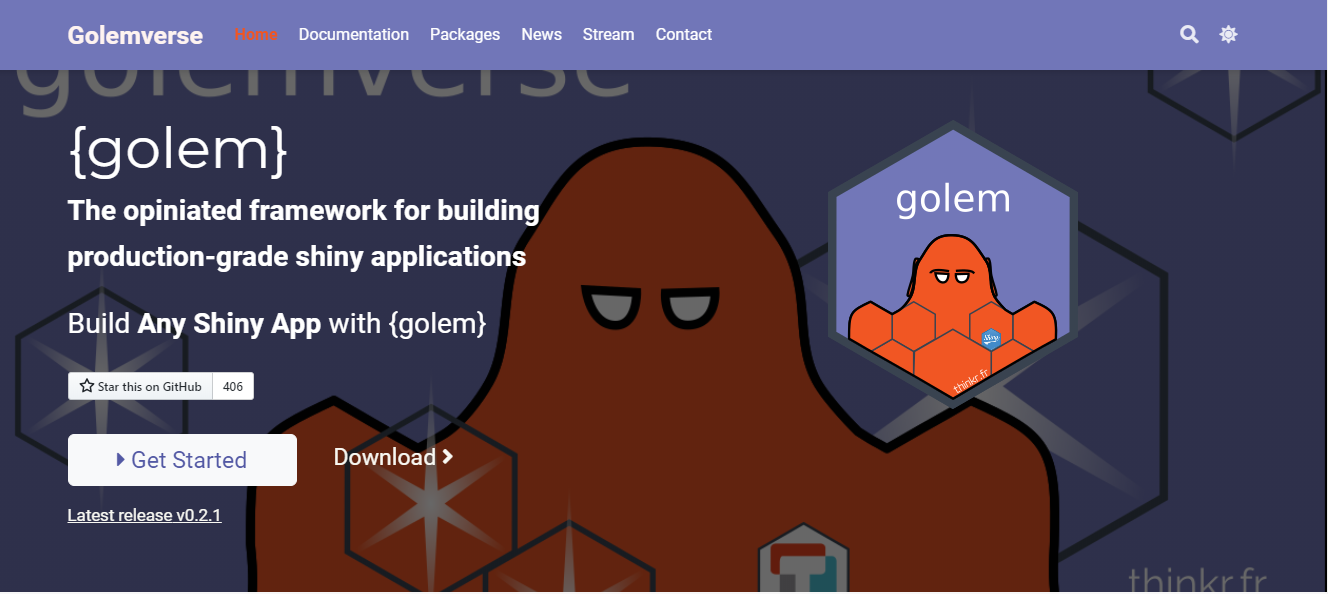 Golemverse Home Documentation Packages News Stream Contact
golemverse
{golem}
The opiniated framework for building
production-grade shiny applications
Build Any Shiny App with {golem}
Star this on GitHub 406
Get Started
Download
Latest release v0.2.1
golem
Shiny
thinkr.fr
thinkr.fr